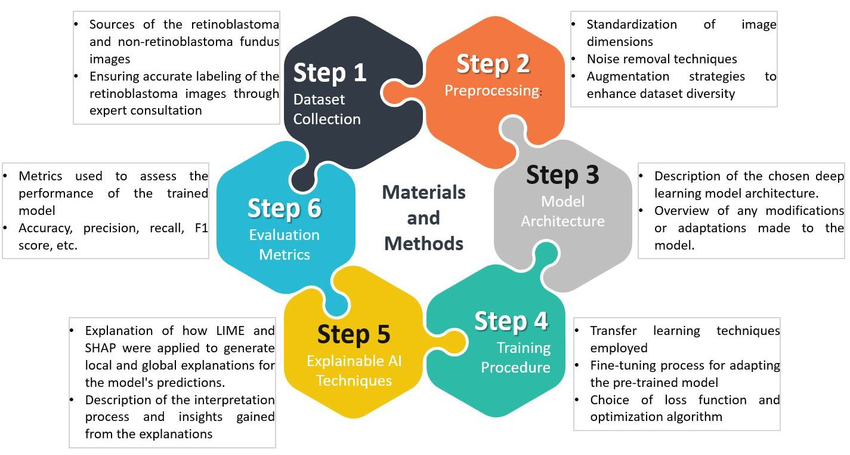 • Sources of the retinoblastoma
and non-retinoblastoma fundus
images
• Ensuring accurate labeling of the
retinoblastoma images through
expert consultation
Step 1
Dataset
Collection
Step 2
Preprocessing:
• Standardization of image
dimensions
• Noise removal techniques
• Augmentation strategies to
enhance dataset diversity
• Metrics used to assess the
performance of the trained
model
• Accuracy, precision, recall, F1
score, etc.
Step 6
Evaluation
Metrics
Materials
and
Methods
Step 3
Model
Architecture
• Description of the chosen deep
learning model architecture.
• Overview of any modifications
or adaptations made to the
model.
• Explanation of how LIME and
SHAP were applied to generate
local and global explanations for
the model's predictions.
• Description of the interpretation
process and insights gained
from the explanations
Step 5
Explainable AI
Techniques
Step 4
Training
Procedure
• Transfer learning techniques
employed
• Fine-tuning process for adapting
the pre-trained model
• Choice of loss function and
optimization algorithm